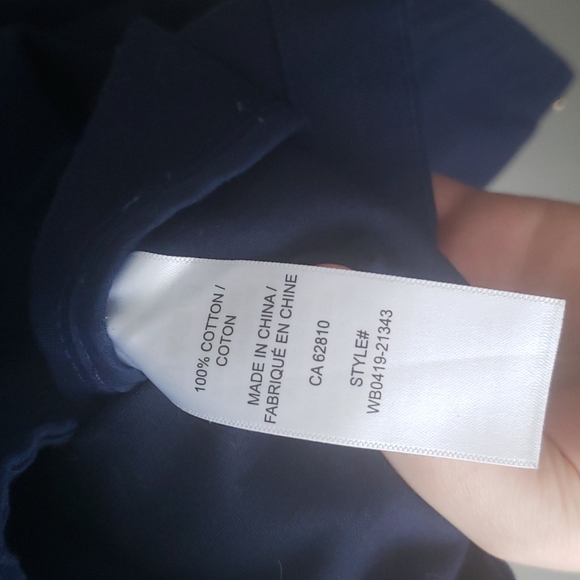 100% COTTON /
COTON
MADE IN CHINA /
FABRIQUÉ EN CHINE
CA 62810
STYLE#
WB0419-21343